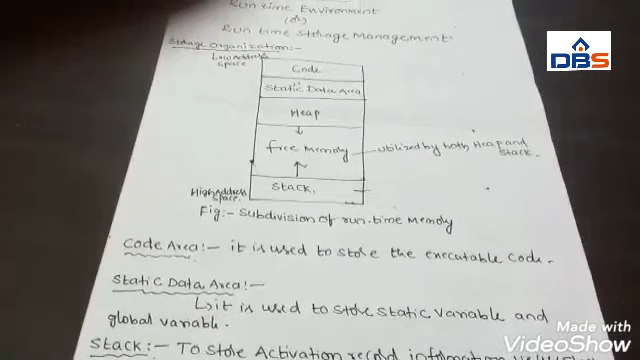 Run time Environment
(or)
Run time storage Management:
Storage Organization:-
Low Address space
Code
Static Data Area
Heap
free Memory
utilized by both Heap and Stack.
Stack.
High Address space.
Fig:- Subdivision of run-time Memory
Code Area:- it is used to store the executable code.
Static Data Area:-
it is used to store static variable and
global variable.
Stack:- To store Activation record information
DBS
Made with
VideoShow